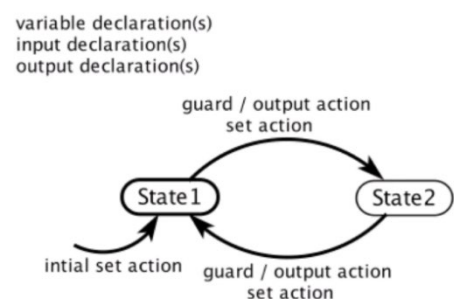 variable declaration(s)
input declaration(s)
output declaration(s)
guard / output action
set action
State1
State2
intial set action
guard / output action
set action